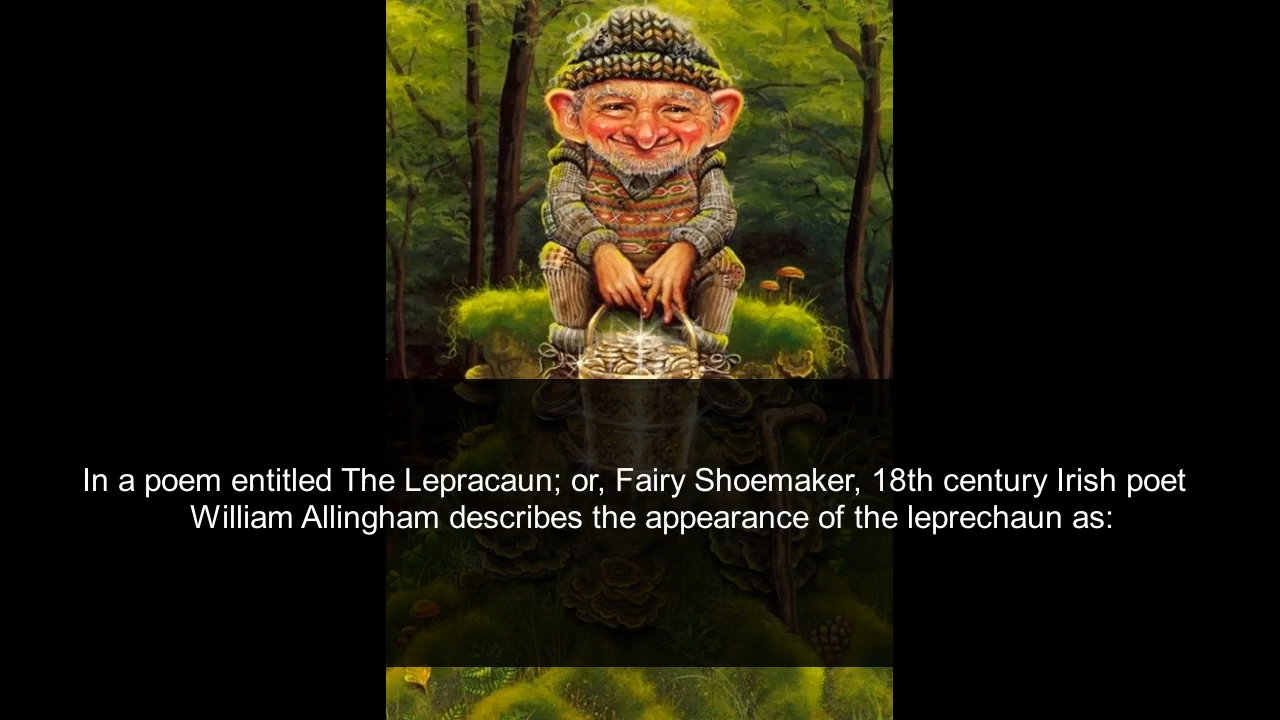 In a poem entitled The Lepracaun; or, Fairy Shoemaker, 18th century Irish poet
William Allingham describes the appearance of the leprechaun as: